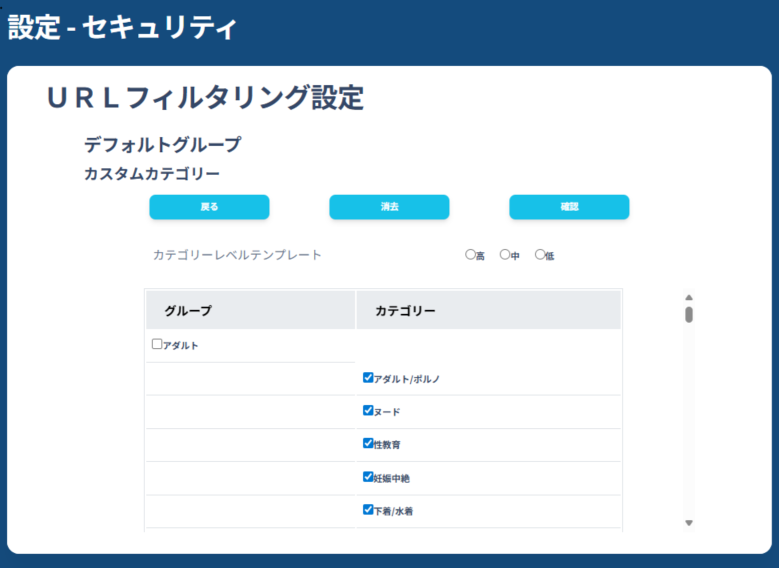 設定 - セキュリティ
ＵＲＬフィルタリング設定
デフォルトグループ
カスタムカテゴリー
戻る 消去 確認
カテゴリーレベルテンプレート 高 中 低
グループ カテゴリー
アダルト
アダルト/ポルノ
ヌード
性教育
妊娠中絶
下着/水着